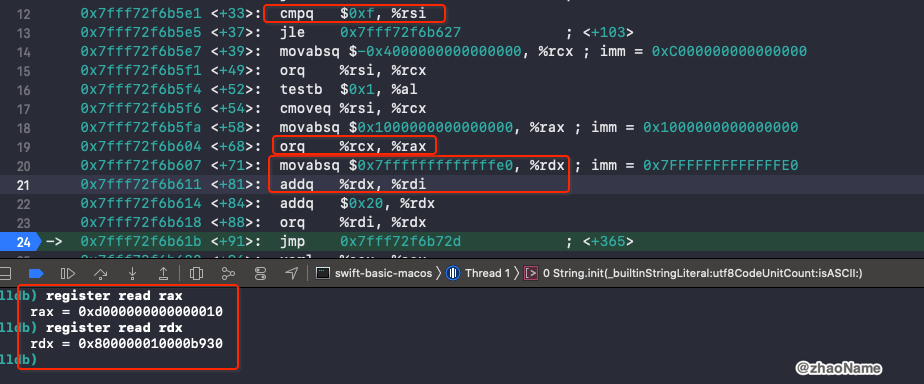 12 0x7fff72f6b5e1 <+33>: cmpq $0xf, %rsi
13 0x7fff72f6b5e5 <+37>: jle 0x7fff72f6b627 ; <+103>
14 0x7fff72f6b5e7 <+39>: movabsq $-0x4000000000000000, %rcx ; imm = 0xC000000000000000
15 0x7fff72f6b5f1 <+49>: orq %rsi, %rcx
16 0x7fff72f6b5f4 <+52>: testb $0x1, %al
17 0x7fff72f6b5f6 <+54>: cmoveq %rsi, %rcx
18 0x7fff72f6b5fa <+58>: movabsq $0x1000000000000000, %rax ; imm = 0x1000000000000000
19 0x7fff72f6b604 <+68>: orq %rcx, %rax
20 0x7fff72f6b607 <+71>: movabsq $0x7fffffffffffffe0, %rdx ; imm = 0x7FFFFFFFFFFFFFE0
21 0x7fff72f6b611 <+81>: addq %rdx, %rdi
22 0x7fff72f6b614 <+84>: addq $0x20, %rdx
23 0x7fff72f6b618 <+88>: orq %rdi, %rdx
24 -> 0x7fff72f6b61b <+91>: jmp 0x7fff72f6b72d ; <+365>
swift-basic-macos Thread 1 0 String.init(_builtinStringLiteral:utf8CodeUnitCount:isASCII:)
lldb) register read rax
rax = 0xd000000000000010
lldb) register read rdx
rdx = 0x800000010000b930
lldb)
@zhaoName